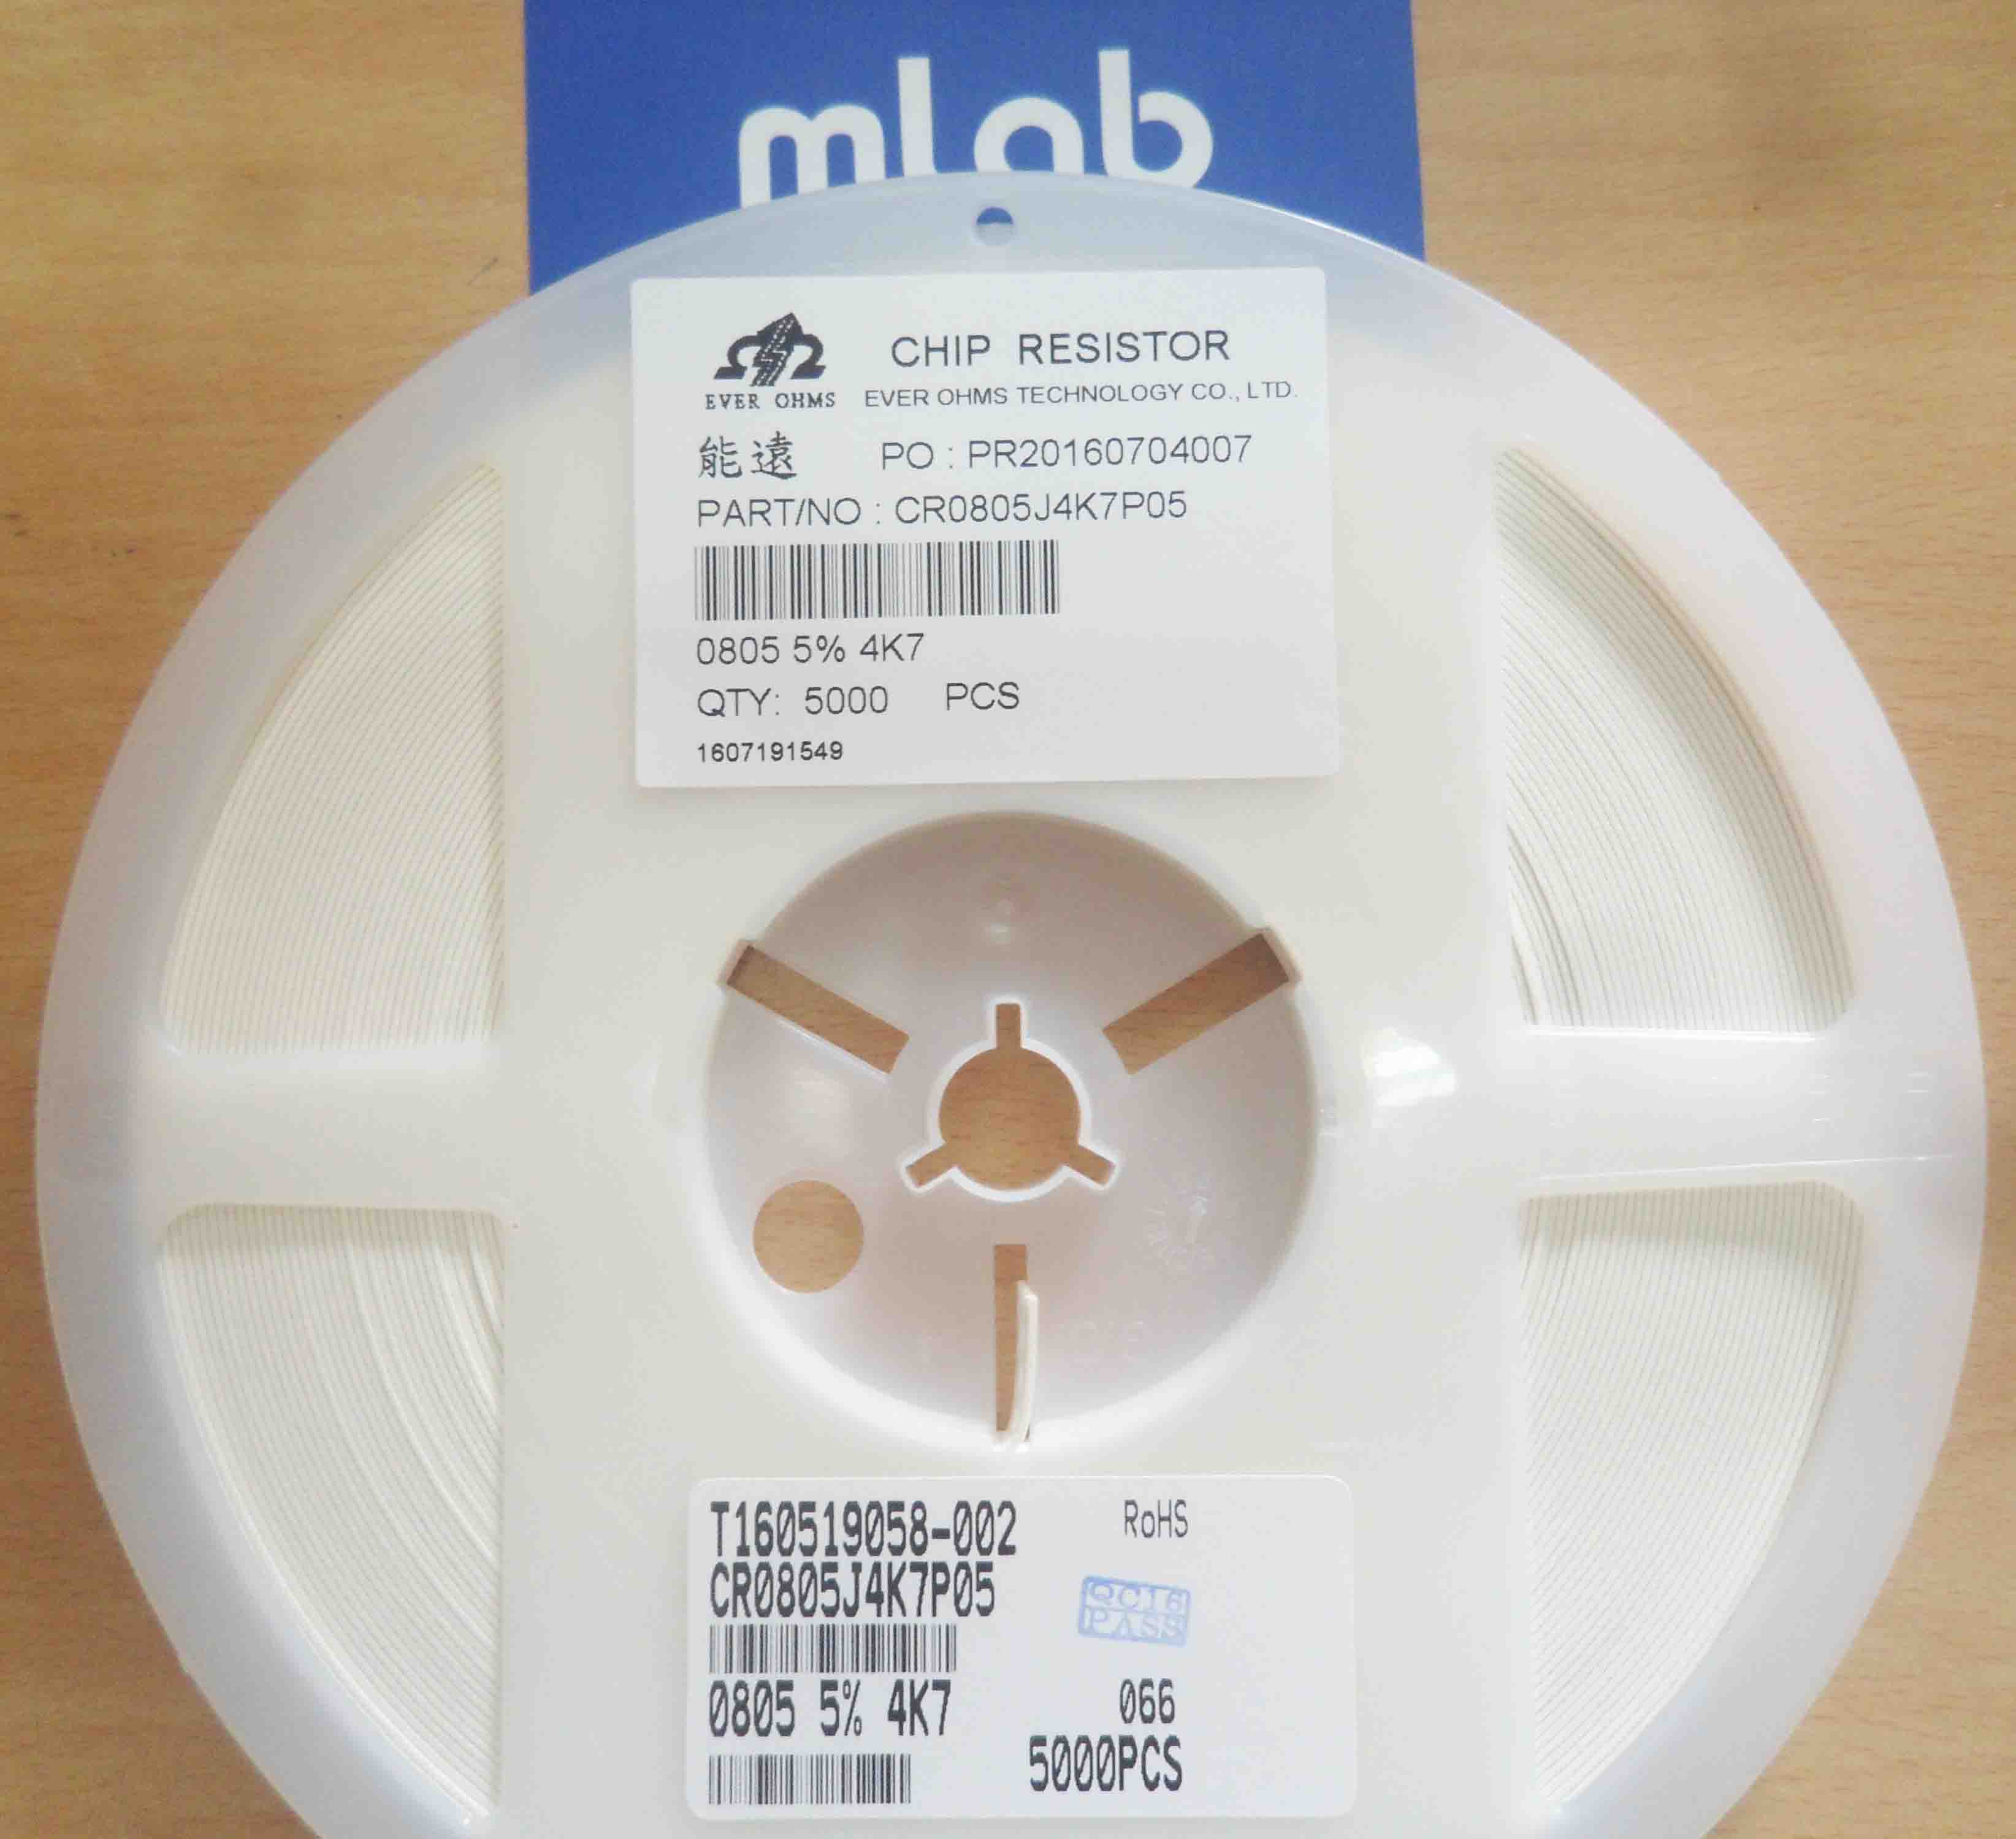 mlab
CHIP RESISTOR
EVER OHMS
EVER OHMS TECHNOLOGY CO., LTD.
能遠 PO : PR20160704007
PART/NO : CR0805J4K7P05
0805 5% 4K7
QTY: 5000 PCS
1607191549
T160519058-002 RoHS
CR0805J4K7P05
QC16
PASS
0805 5% 4K7 066
5000PCS